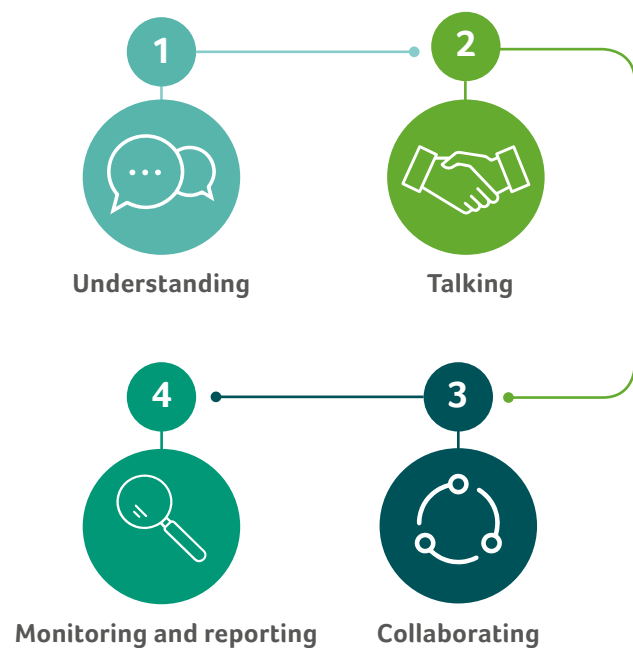 1
2
Understanding
Talking
4
3
Monitoring and reporting
Collaborating